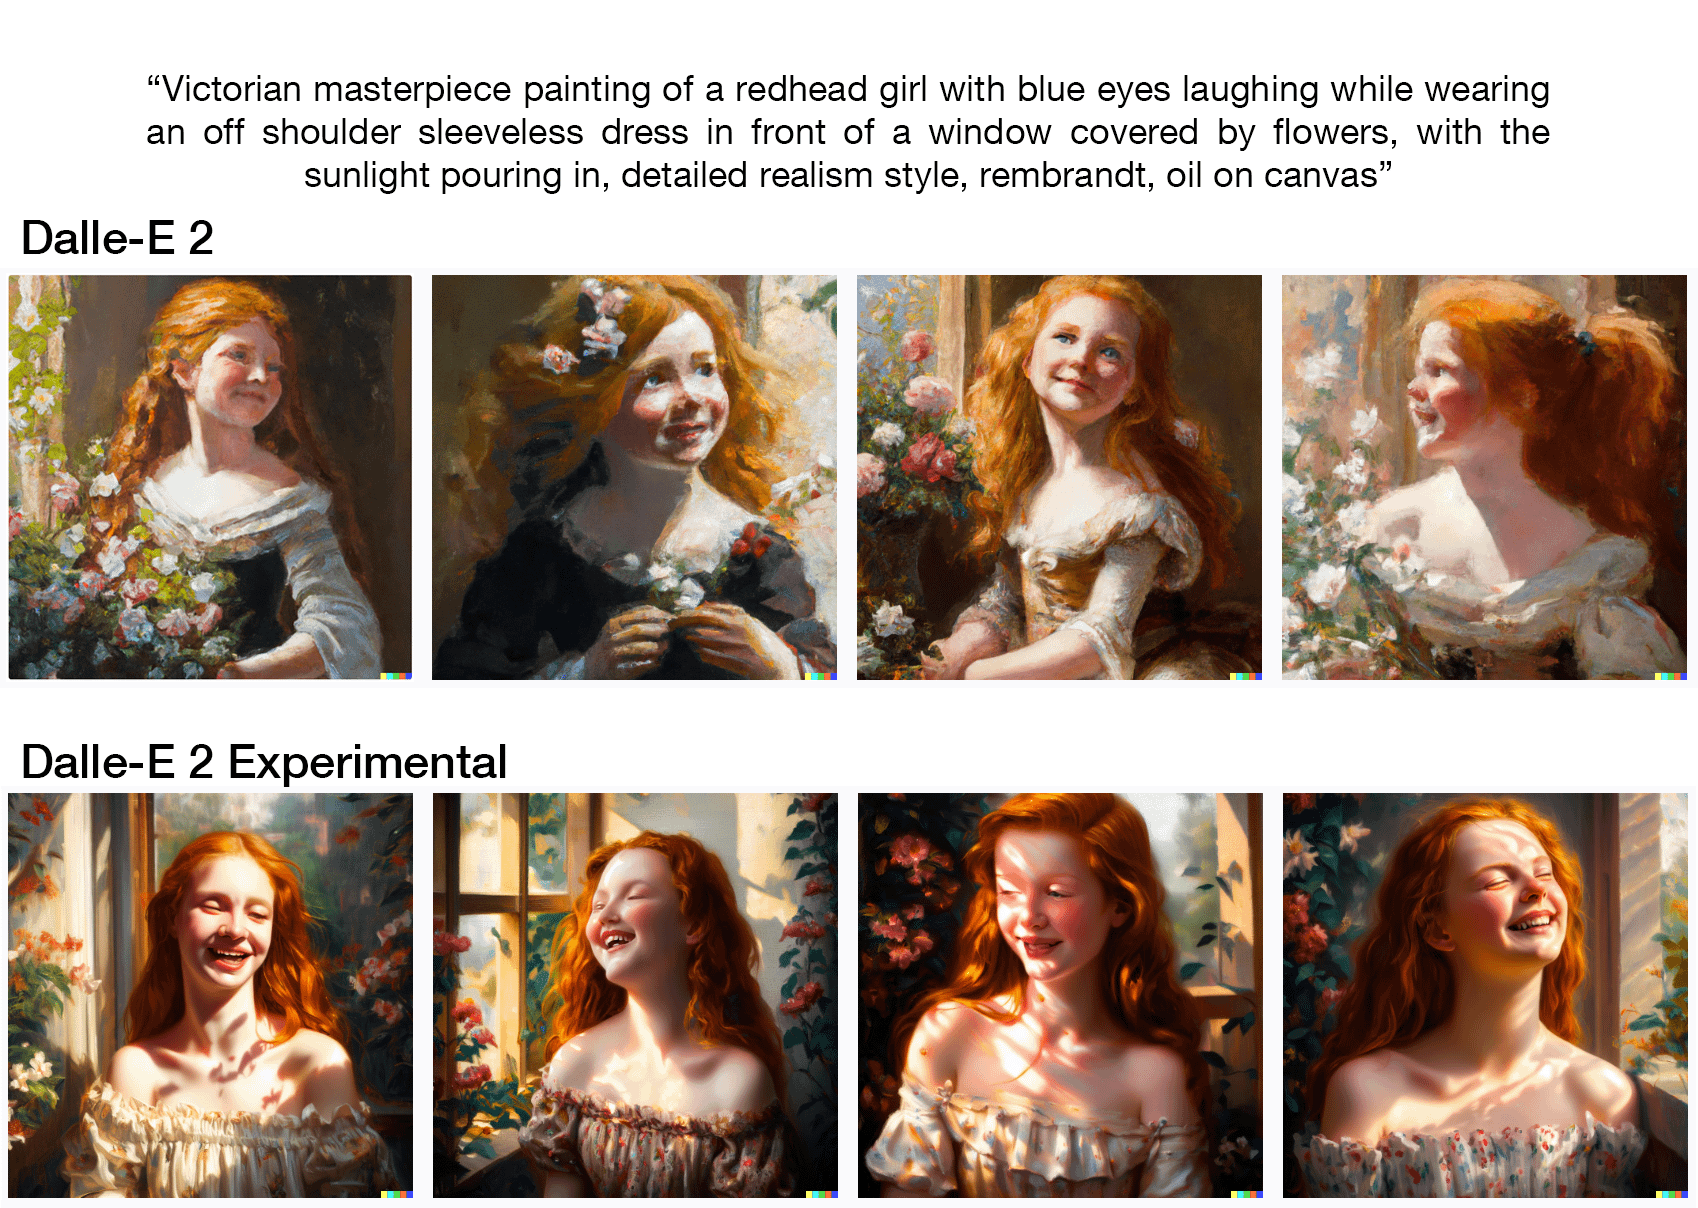 “Victorian masterpiece painting of a redhead girl with blue eyes laughing while wearing
an off shoulder sleeveless dress in front of a window covered by flowers, with the
sunlight pouring in, detailed realism style, rembrandt, oil on canvas”
Dalle-E 2
Dalle-E 2 Experimental